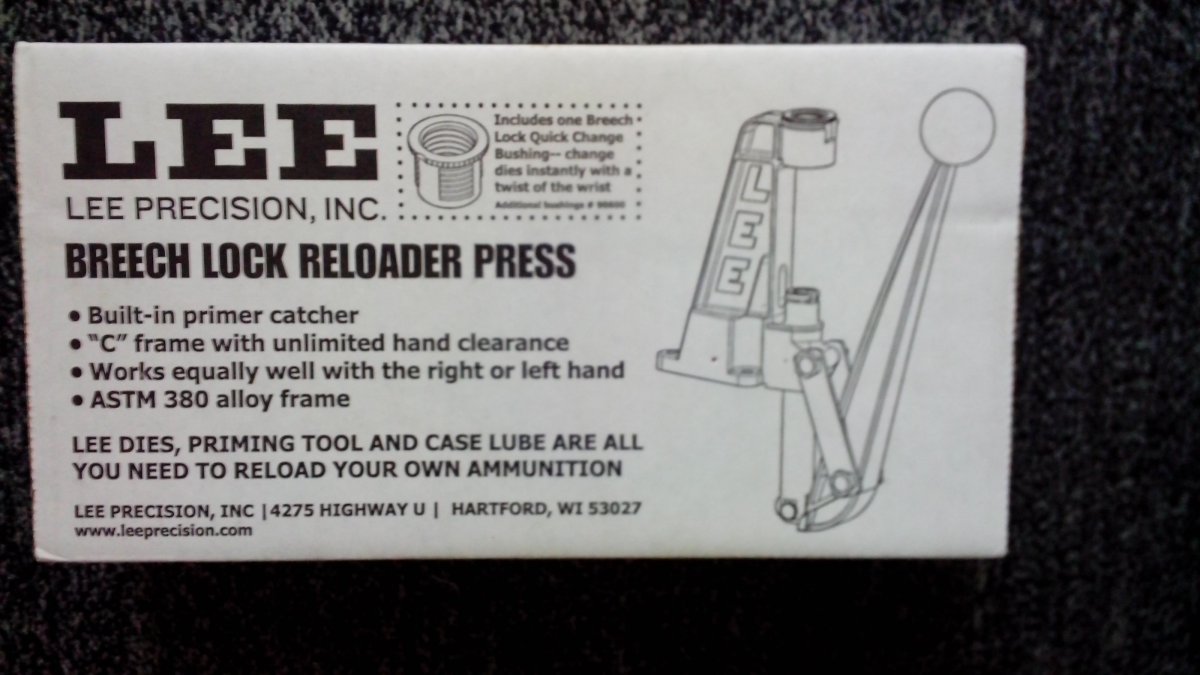 LEE
LEE PRECISION, INC.
Includes one Breech
Lock Quick Change
Bushing-- change
dies instantly with a
twist of the wrist
Additional bushings # 90600
BREECH LOCK RELOADER PRESS
• Built-in primer catcher
• “C” frame with unlimited hand clearance
• Works equally well with the right or left hand
• ASTM 380 alloy frame
LEE DIES, PRIMING TOOL AND CASE LUBE ARE ALL
YOU NEED TO RELOAD YOUR OWN AMMUNITION
LEE PRECISION, INC | 4275 HIGHWAY U | HARTFORD, WI 53027
www.leeprecision.com
LEE